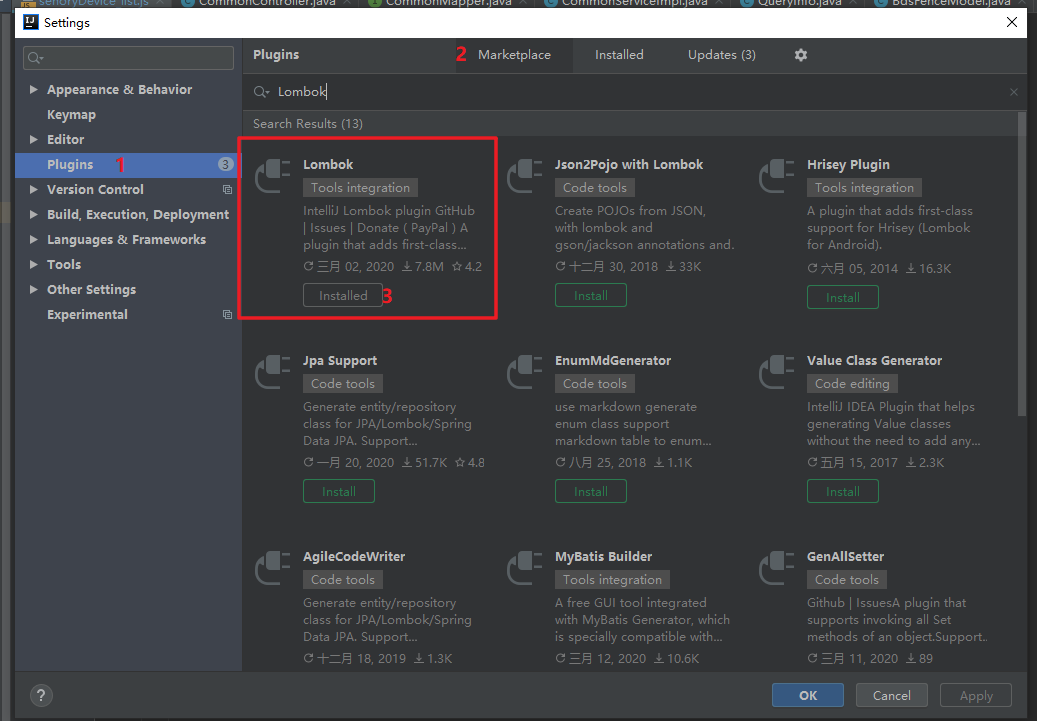 senoryDevice_list.js
CommonController.java
CommonMapper.java
CommonServiceImpl.java
QueryInfo.java
BdsFenceModel.java
Settings
Appearance & Behavior
Keymap
Editor
Plugins 1 3
Version Control
Build, Execution, Deployment
Languages & Frameworks
Tools
Other Settings
Experimental
Plugins 2 Marketplace Installed Updates (3)
Lombok
Search Results (13)
Lombok
Tools integration
IntelliJ Lombok plugin GitHub
| Issues | Donate ( PayPal ) A
plugin that adds first-class...
三月 02, 2020 7.8M 4.2
Installed 3
Json2Pojo with Lombok
Code tools
Create POJOs from JSON,
with lombok and
gson/jackson annotations and.
十二月 30, 2018 33K
Install
Hrisey Plugin
Tools integration
A plugin that adds first-class
support for Hrisey (Lombok
for Android).
六月 05, 2014 16.3K
Install
Jpa Support
Code tools
Generate entity/repository
class for JPA/Lombok/Spring
Data JPA. Support...
一月 20, 2020 51.7K 4.8
Install
EnumMdGenerator
Code tools
use markdown generate
enum class support
markdown table to enum...
八月 25, 2018 1.1K
Install
Value Class Generator
Code editing
IntelliJ IDEA Plugin that helps
generating Value classes
without the need to add any...
五月 15, 2017 2.3K
Install
AgileCodeWriter
Code tools
Generate entity/repository
class for JPA/Lombok/Spring
Data JPA. Support...
十二月 18, 2019 1.3K
MyBatis Builder
Tools integration
A free GUI tool integrated
with MyBatis Generator, which
is specially compatible with...
三月 12, 2020 10.6K
GenAllSetter
Code tools
Github | IssuesA plugin that
supports invoking all Set
methods of an object.Support..
三月 11, 2020 89
?
OK
Cancel
Apply